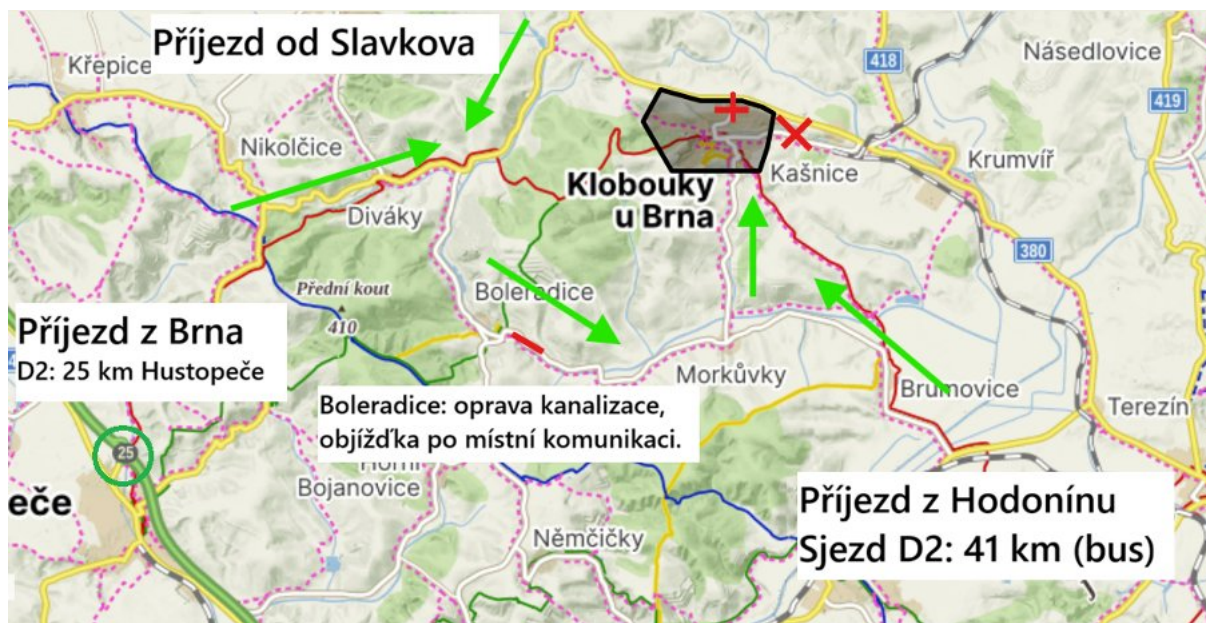 Příjezd od Slavkova
Křepice
418
Násedlovice
419
Nikolčice
Krumvíř
Kašnice
Klobouky
u Brna
Diváky
380
Přední kout
410
Boleradice
Příjezd z Brna
D2: 25 km Hustopeče
Morkůvky
Brumovice
Terezín
Boleradice: oprava kanalizace,
objížďka po místní komunikaci.
25
Horní
Bojanovice
eče
Příjezd z Hodonínu
Sjezd D2: 41 km (bus)
Němčičky